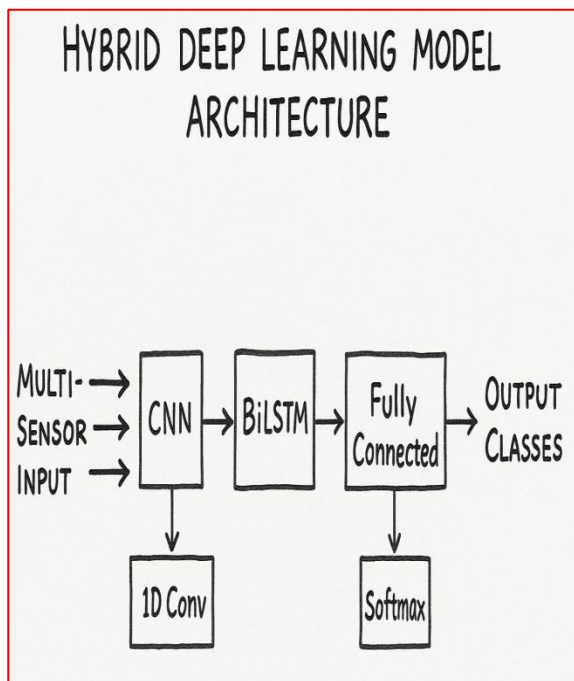 HYBRID DEEP LEARNING MODEL
ARCHITECTURE
MULTI-
SENSOR
INPUT
CNN
BiLSTM
Fully
Connected
OUTPUT
CLASSES
1D Conv
Softmax